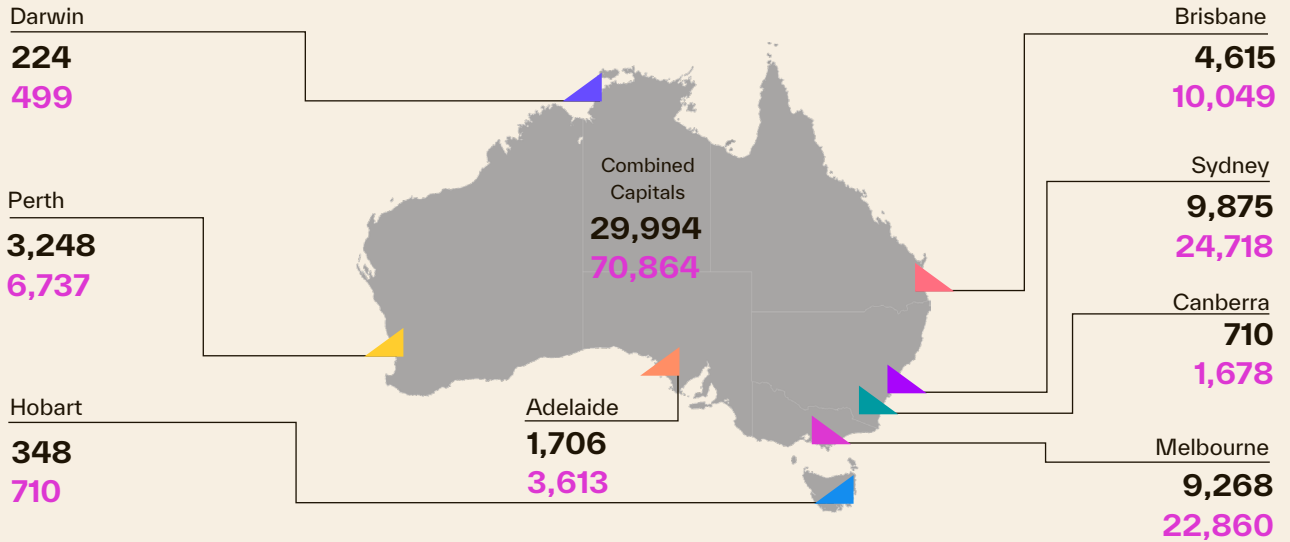 Darwin
224
499
Perth
3,248
6,737
Hobart
348
710
Combined
Capitals
29,994
70,864
Adelaide
1,706
3,613
Brisbane
4,615
10,049
Sydney
9,875
24,718
Canberra
710
1,678
Melbourne
9,268
22,860